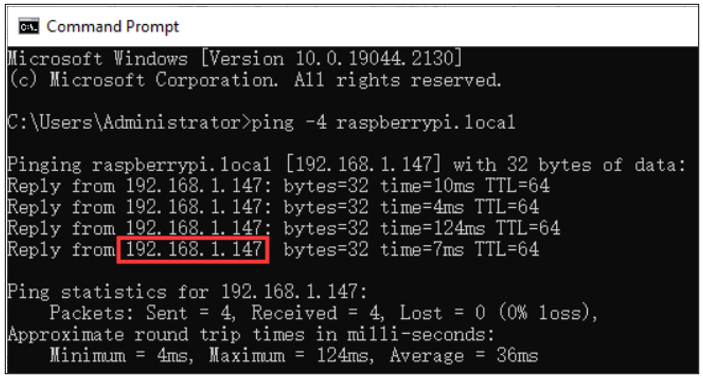 Command Prompt
Microsoft Windows [Version 10.0.19044.2130]
(c) Microsoft Corporation. All rights reserved.
C:\Users\Administrator>ping -4 raspberrypi.local
Pinging raspberrypi.local [192.168.1.147] with 32 bytes of data:
Reply from 192.168.1.147: bytes=32 time=10ms TTL=64
Reply from 192.168.1.147: bytes=32 time=4ms TTL=64
Reply from 192.168.1.147: bytes=32 time=124ms TTL=64
Reply from 192.168.1.147 bytes=32 time=7ms TTL=64
Ping statistics for 192.168.1.147:
Packets: Sent = 4, Received = 4, Lost = 0 (0% loss),
Approximate round trip times in milli-seconds:
Minimum = 4ms, Maximum = 124ms, Average = 36ms